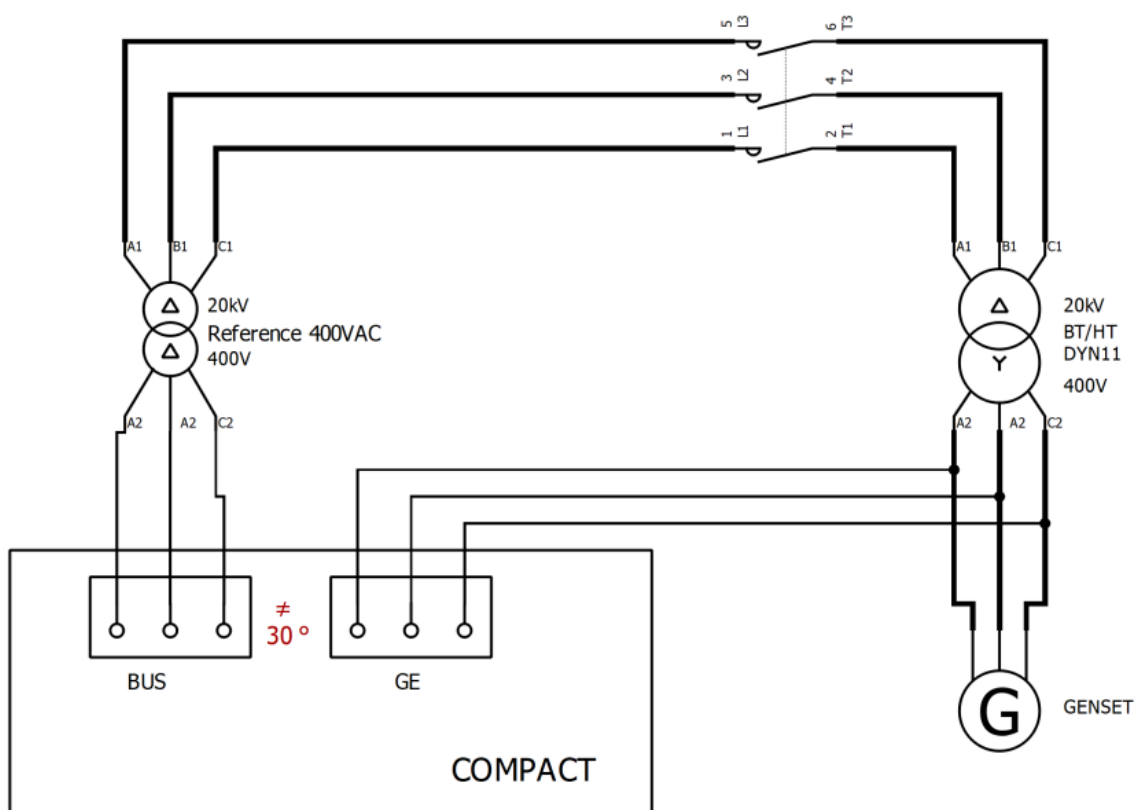 5 L3 6 T3
3 L2 4 T2
1 L1 2 T1
A1 B1 C1
A1 B1 C1
20kV
Reference 400VAC
400V
20kV
BT/HT
DYN11
400V
A2 A2 C2
A2 A2 C2
≠
30 °
BUS
GE
G
GENSET
COMPACT